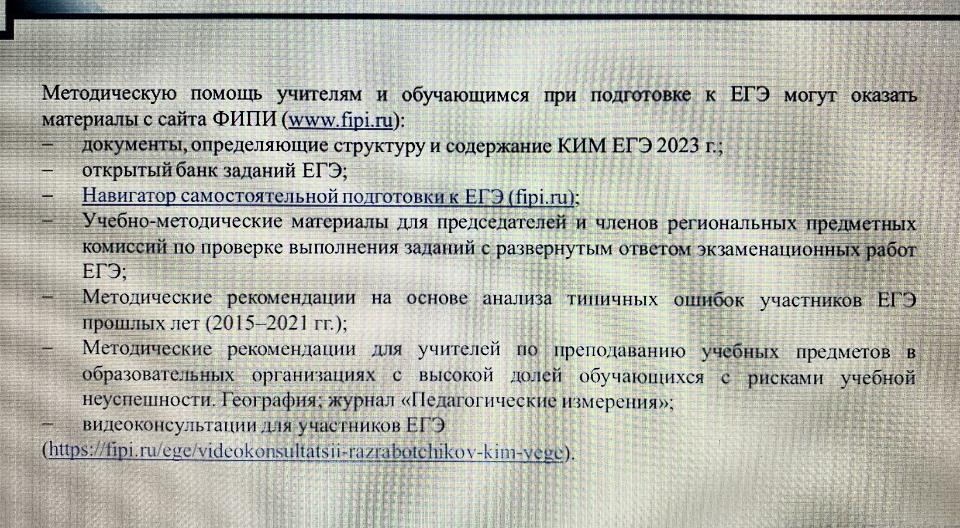 Методическую помощь учителям и обучающимся при подготовке к ЕГЭ могут оказать
материалы с сайта ФИПИ (www.fipi.ru):
– документы, определяющие структуру и содержание КИМ ЕГЭ 2023 г.;
– открытый банк заданий ЕГЭ;
– Навигатор самостоятельной подготовки к ЕГЭ (fipi.ru);
– Учебно-методические материалы для председателей и членов региональных предметных
комиссий по проверке выполнения заданий с развернутым ответом экзаменационных работ
ЕГЭ;
– Методические рекомендации на основе анализа типичных ошибок участников ЕГЭ
прошлых лет (2015–2021 гг.);
– Методические рекомендации для учителей по преподаванию учебных предметов в
образовательных организациях с высокой долей обучающихся с рисками учебной
неуспешности. География; журнал «Педагогические измерения»;
– видеоконсультации для участников ЕГЭ
(https://fipi.ru/ege/videokonsultatsii-razrabotchikov-kim-yege).